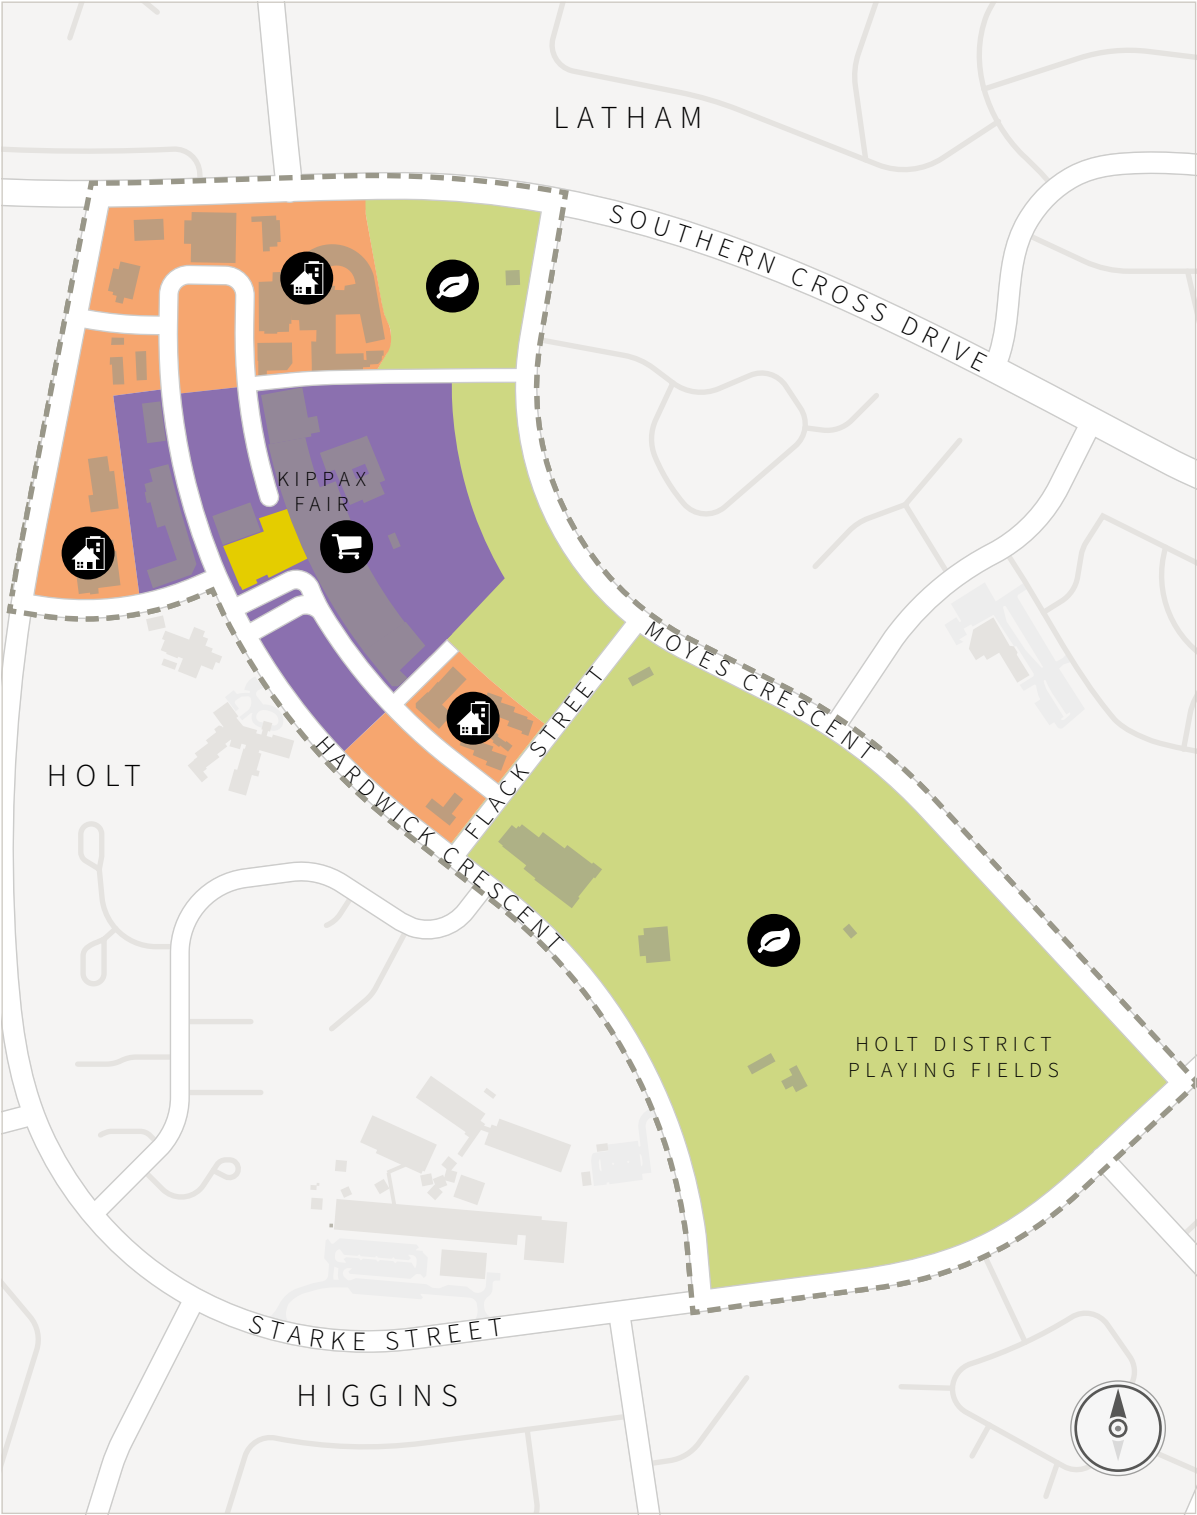 LATHAM
SOUTHERN CROSS DRIVE
KIPPAX
FAIR
MOYES CRESCENT
FLACK STREET
HOLT
HARDWICK CRESCENT
HOLT DISTRICT
PLAYING FIELDS
STARKE STREET
HIGGINS